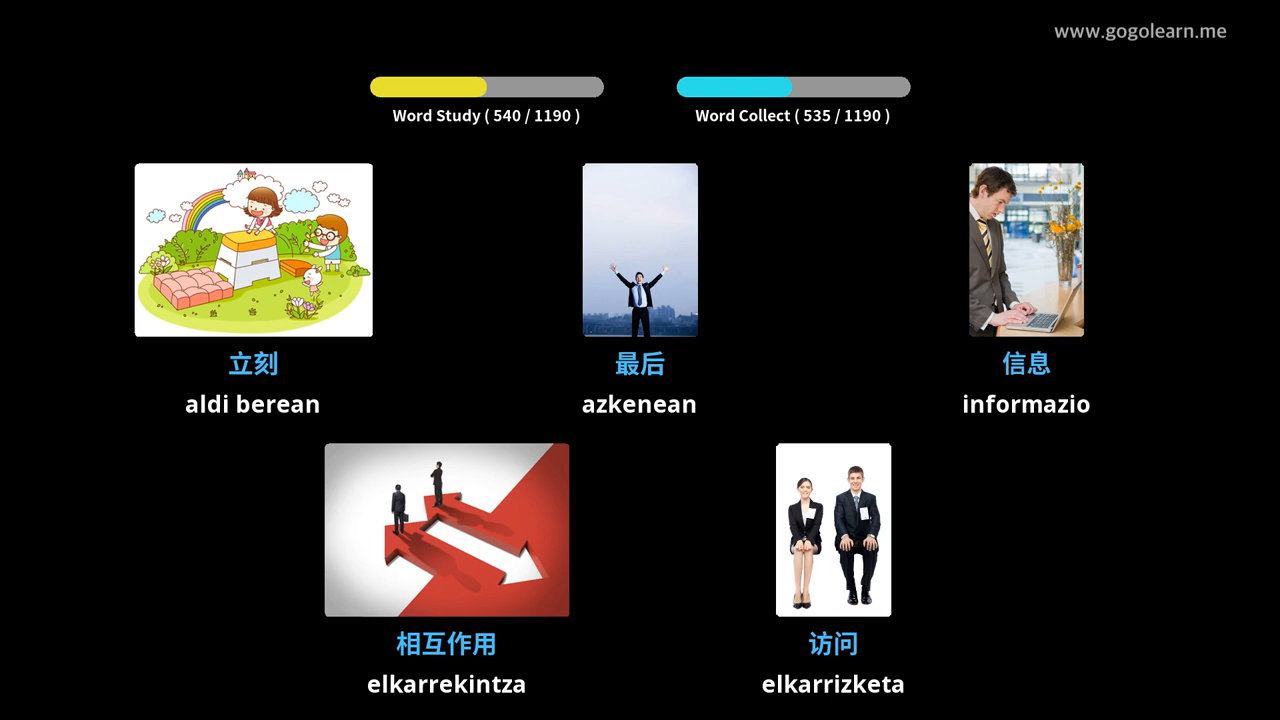 www.gogolearn.me
Word Study ( 540 / 1190 )
Word Collect ( 535 / 1190 )
立刻
aldi berean
最后
azkenean
信息
informazio
相互作用
elkarrekintza
访问
elkarrizketa